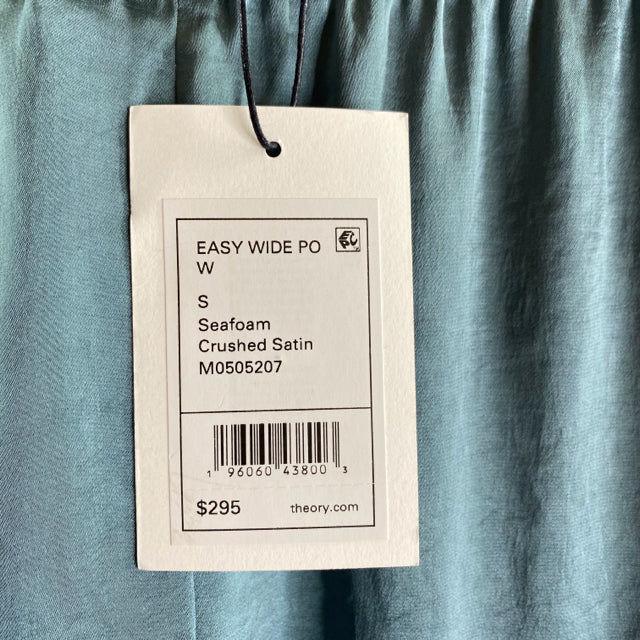 EASY WIDE PO
W
S
Seafoam
Crushed Satin
M0505207
1 96060 43800 3
$295 theory.com